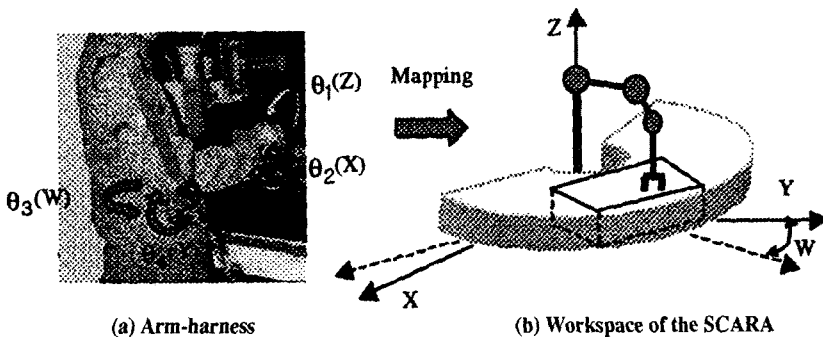 θ₁(Z)
Mapping
θ₂(X)
θ₃(W)
Z
Y
W
X
(a) Arm-harness
(b) Workspace of the SCARA